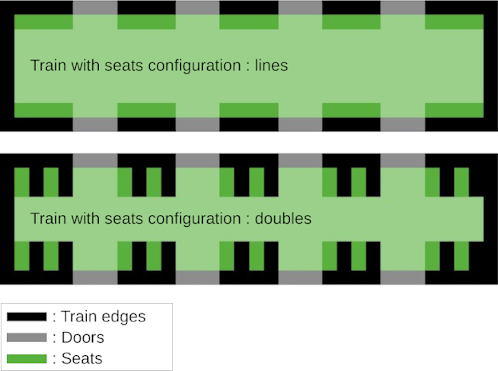 Train with seats configuration : lines
Train with seats configuration : doubles
: Train edges
: Doors
: Seats